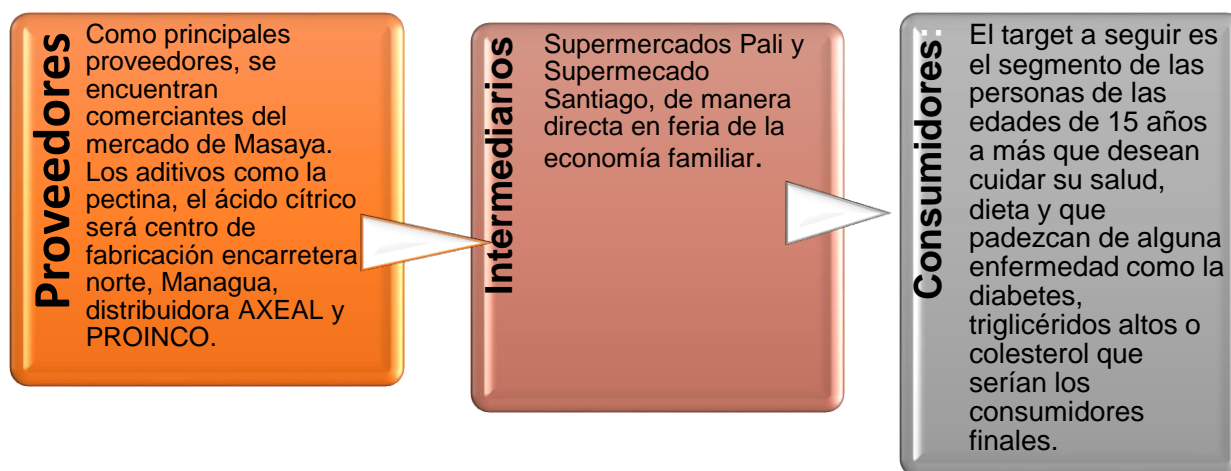 Proveedores
Como principales
proveedores, se
encuentran
comerciantes del
mercado de Masaya.
Los aditivos como la
pectina, el ácido cítrico
será centro de
fabricación encarretera
norte, Managua,
distribuidora AXEAL y
PROINCO.
Intermediarios
Supermercados Pali y
Supermecado
Santiago, de manera
directa en feria de la
economía familiar.
Consumidores:
El target a seguir es
el segmento de las
personas de las
edades de 15 años
a más que desean
cuidar su salud,
dieta y que
padezcan de alguna
enfermedad como la
diabetes,
triglicéridos altos o
colesterol que
serían los
consumidores
finales.